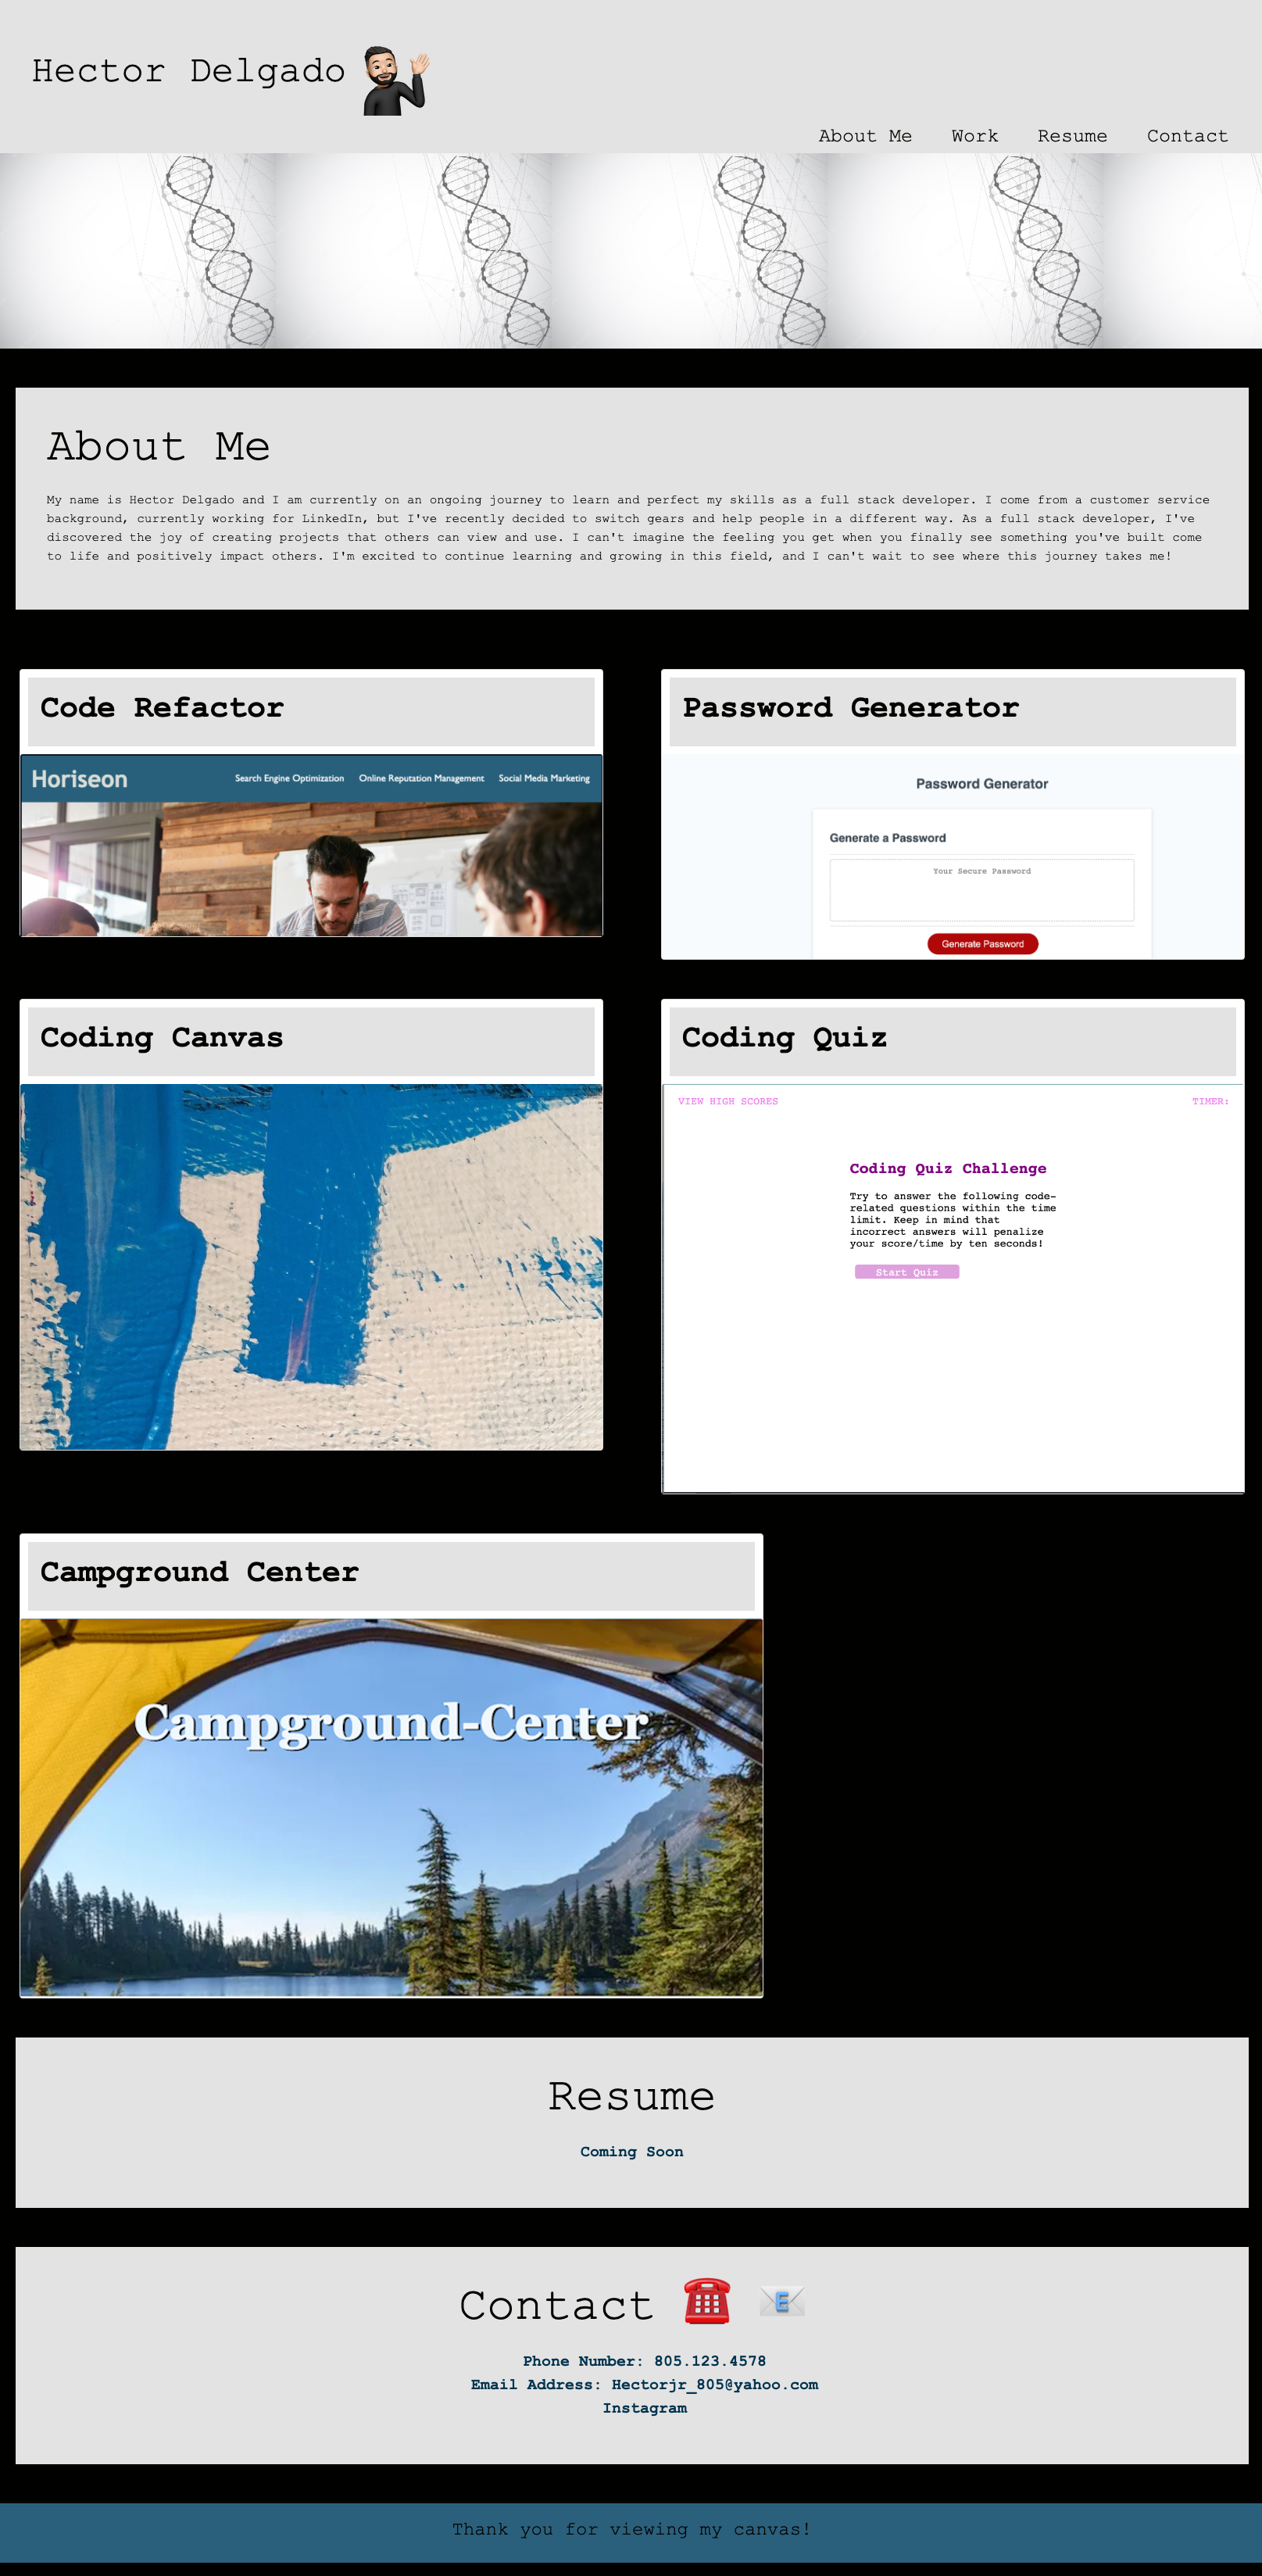 Hector Delgado
About Me Work Resume Contact
About Me
My name is Hector Delgado and I am currently on an ongoing journey to learn and perfect my skills as a full stack developer. I come from a customer service
background, currently working for LinkedIn, but I've recently decided to switch gears and help people in a different way. As a full stack developer, I've
discovered the joy of creating projects that others can view and use. I can't imagine the feeling you get when you finally see something you've built come
to life and positively impact others. I'm excited to continue learning and growing in this field, and I can't wait to see where this journey takes me!
Code Refactor
Horiseon
Search Engine Optimization Online Reputation Management Social Media Marketing
Password Generator
Password Generator
Generate a Password
Your Secure Password
Generate Password
Coding Canvas
Coding Quiz
VIEW HIGH SCORES TIMER:
Coding Quiz Challenge
Try to answer the following code-
related questions within the time
limit. Keep in mind that
incorrect answers will penalize
your score/time by ten seconds!
Start Quiz
Campground Center
Campground-Center
Resume
Coming Soon
Contact
E
Phone Number: 805.123.4578
Email Address: Hectorjr_805@yahoo.com
Instagram
Thank you for viewing my canvas!